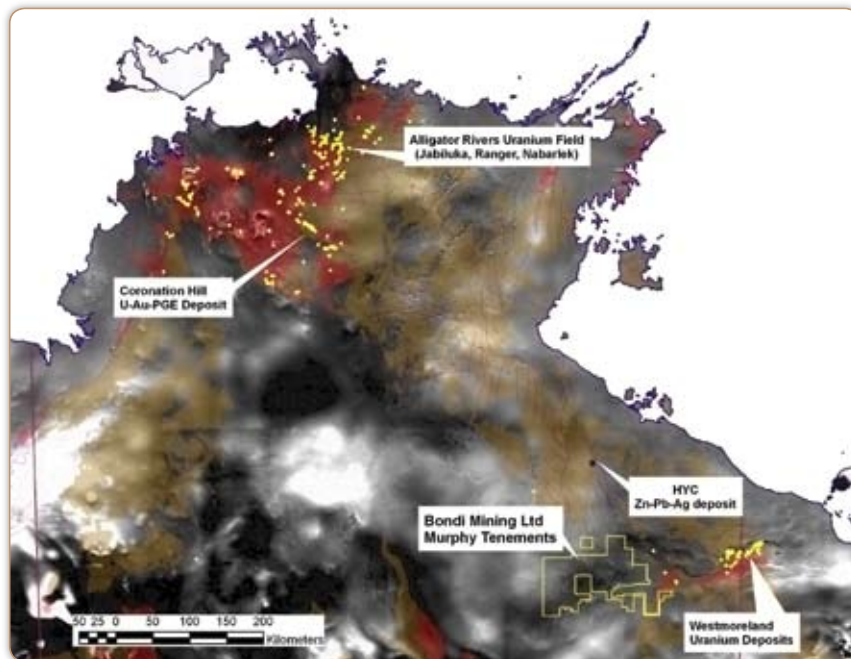 Alligator Rivers Uranium Field
(Jabiluka, Ranger, Nabarlek)
Coronation Hill
U-Au-PGE Deposit
HYC
Zn-Pb-Ag deposit
Bondi Mining Ltd
Murphy Tenements
Westmoreland
Uranium Deposits
50 25 0 50 100 150 200
Kilometers